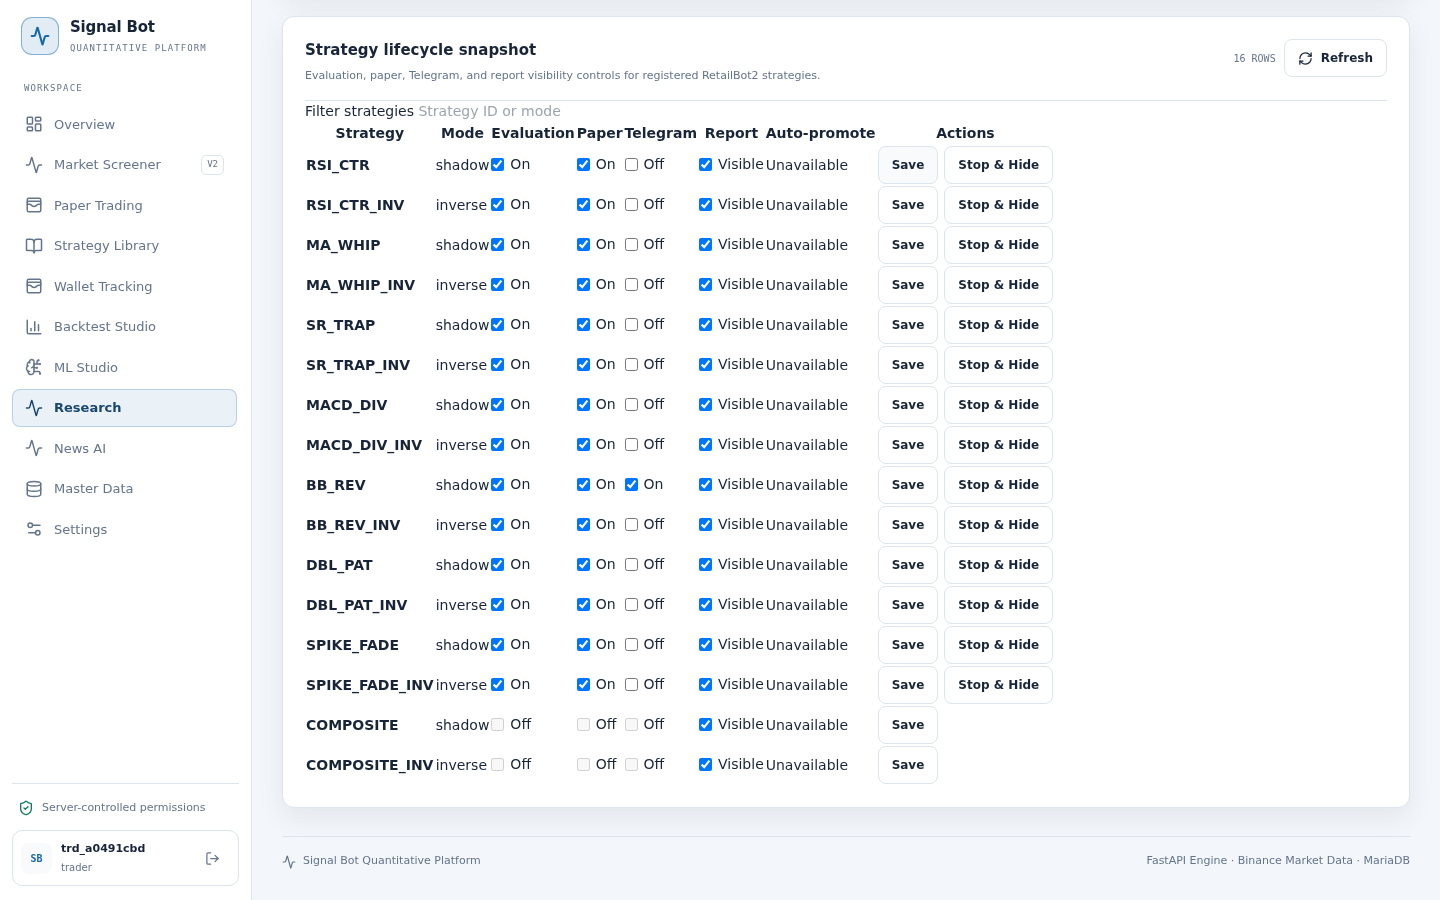 Signal Bot
QUANTITATIVE PLATFORM
WORKSPACE
Overview
Market Screener V2
Paper Trading
Strategy Library
Wallet Tracking
Backtest Studio
ML Studio
Research
News AI
Master Data
Settings
Server-controlled permissions
SB trd_a0491cbd
trader
Strategy lifecycle snapshot
Evaluation, paper, Telegram, and report visibility controls for registered RetailBot2 strategies.
16 ROWS Refresh
Filter strategies Strategy ID or mode
Strategy Mode Evaluation Paper Telegram Report Auto-promote Actions
RSI_CTR shadow On On Off Visible Unavailable Save Stop & Hide
RSI_CTR_INV inverse On On Off Visible Unavailable Save Stop & Hide
MA_WHIP shadow On On Off Visible Unavailable Save Stop & Hide
MA_WHIP_INV inverse On On Off Visible Unavailable Save Stop & Hide
SR_TRAP shadow On On Off Visible Unavailable Save Stop & Hide
SR_TRAP_INV inverse On On Off Visible Unavailable Save Stop & Hide
MACD_DIV shadow On On Off Visible Unavailable Save Stop & Hide
MACD_DIV_INV inverse On On Off Visible Unavailable Save Stop & Hide
BB_REV shadow On On On Visible Unavailable Save Stop & Hide
BB_REV_INV inverse On On Off Visible Unavailable Save Stop & Hide
DBL_PAT shadow On On Off Visible Unavailable Save Stop & Hide
DBL_PAT_INV inverse On On Off Visible Unavailable Save Stop & Hide
SPIKE_FADE shadow On On Off Visible Unavailable Save Stop & Hide
SPIKE_FADE_INV inverse On On Off Visible Unavailable Save Stop & Hide
COMPOSITE shadow Off Off Off Visible Unavailable Save
COMPOSITE_INV inverse Off Off Off Visible Unavailable Save
Signal Bot Quantitative Platform
FastAPI Engine · Binance Market Data · MariaDB